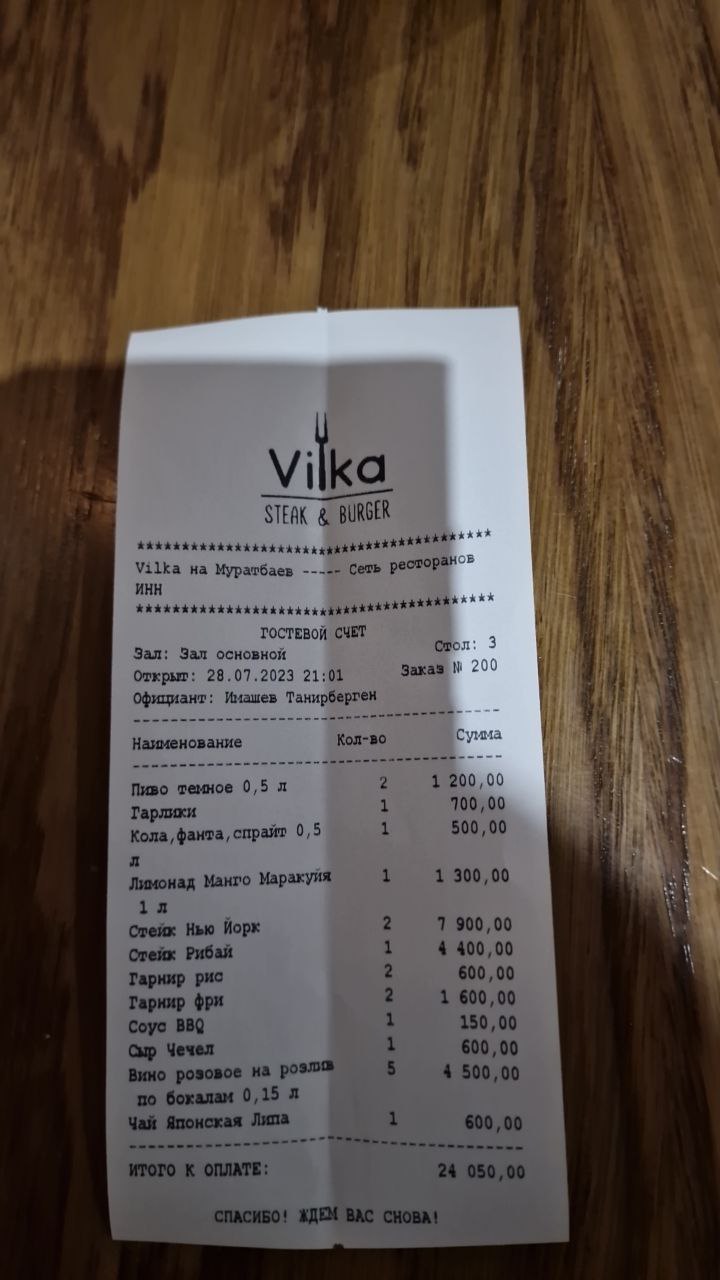 Vilka
STEAK & BURGER
******************************************
Vilka на Муратбаев ----- Сеть ресторанов
ИНН
******************************************
ГОСТЕВОЙ СЧЕТ
Зал: Зал основной Стол: 3
Открыт: 28.07.2023 21:01 Заказ № 200
Официант: Имашев Танирберген
------------------------------------------
Наименование Кол-во Сумма
------------------------------------------
Пиво темное 0,5 л 2 1 200,00
Гарлики 1 700,00
Кола,фанта,спрайт 0,5 1 500,00
л
Лимонад Манго Маракуйя 1 1 300,00
1 л
Стейк Нью Йорк 2 7 900,00
Стейк Рибай 1 4 400,00
Гарнир рис 2 600,00
Гарнир фри 2 1 600,00
Соус BBQ 1 150,00
Сыр Чечел 1 600,00
Вино розовое на розлив 5 4 500,00
по бокалам 0,15 л
Чай Японская Липа 1 600,00
------------------------------------------
ИТОГО К ОПЛАТЕ: 24 050,00
СПАСИБО! ЖДЕМ ВАС СНОВА!